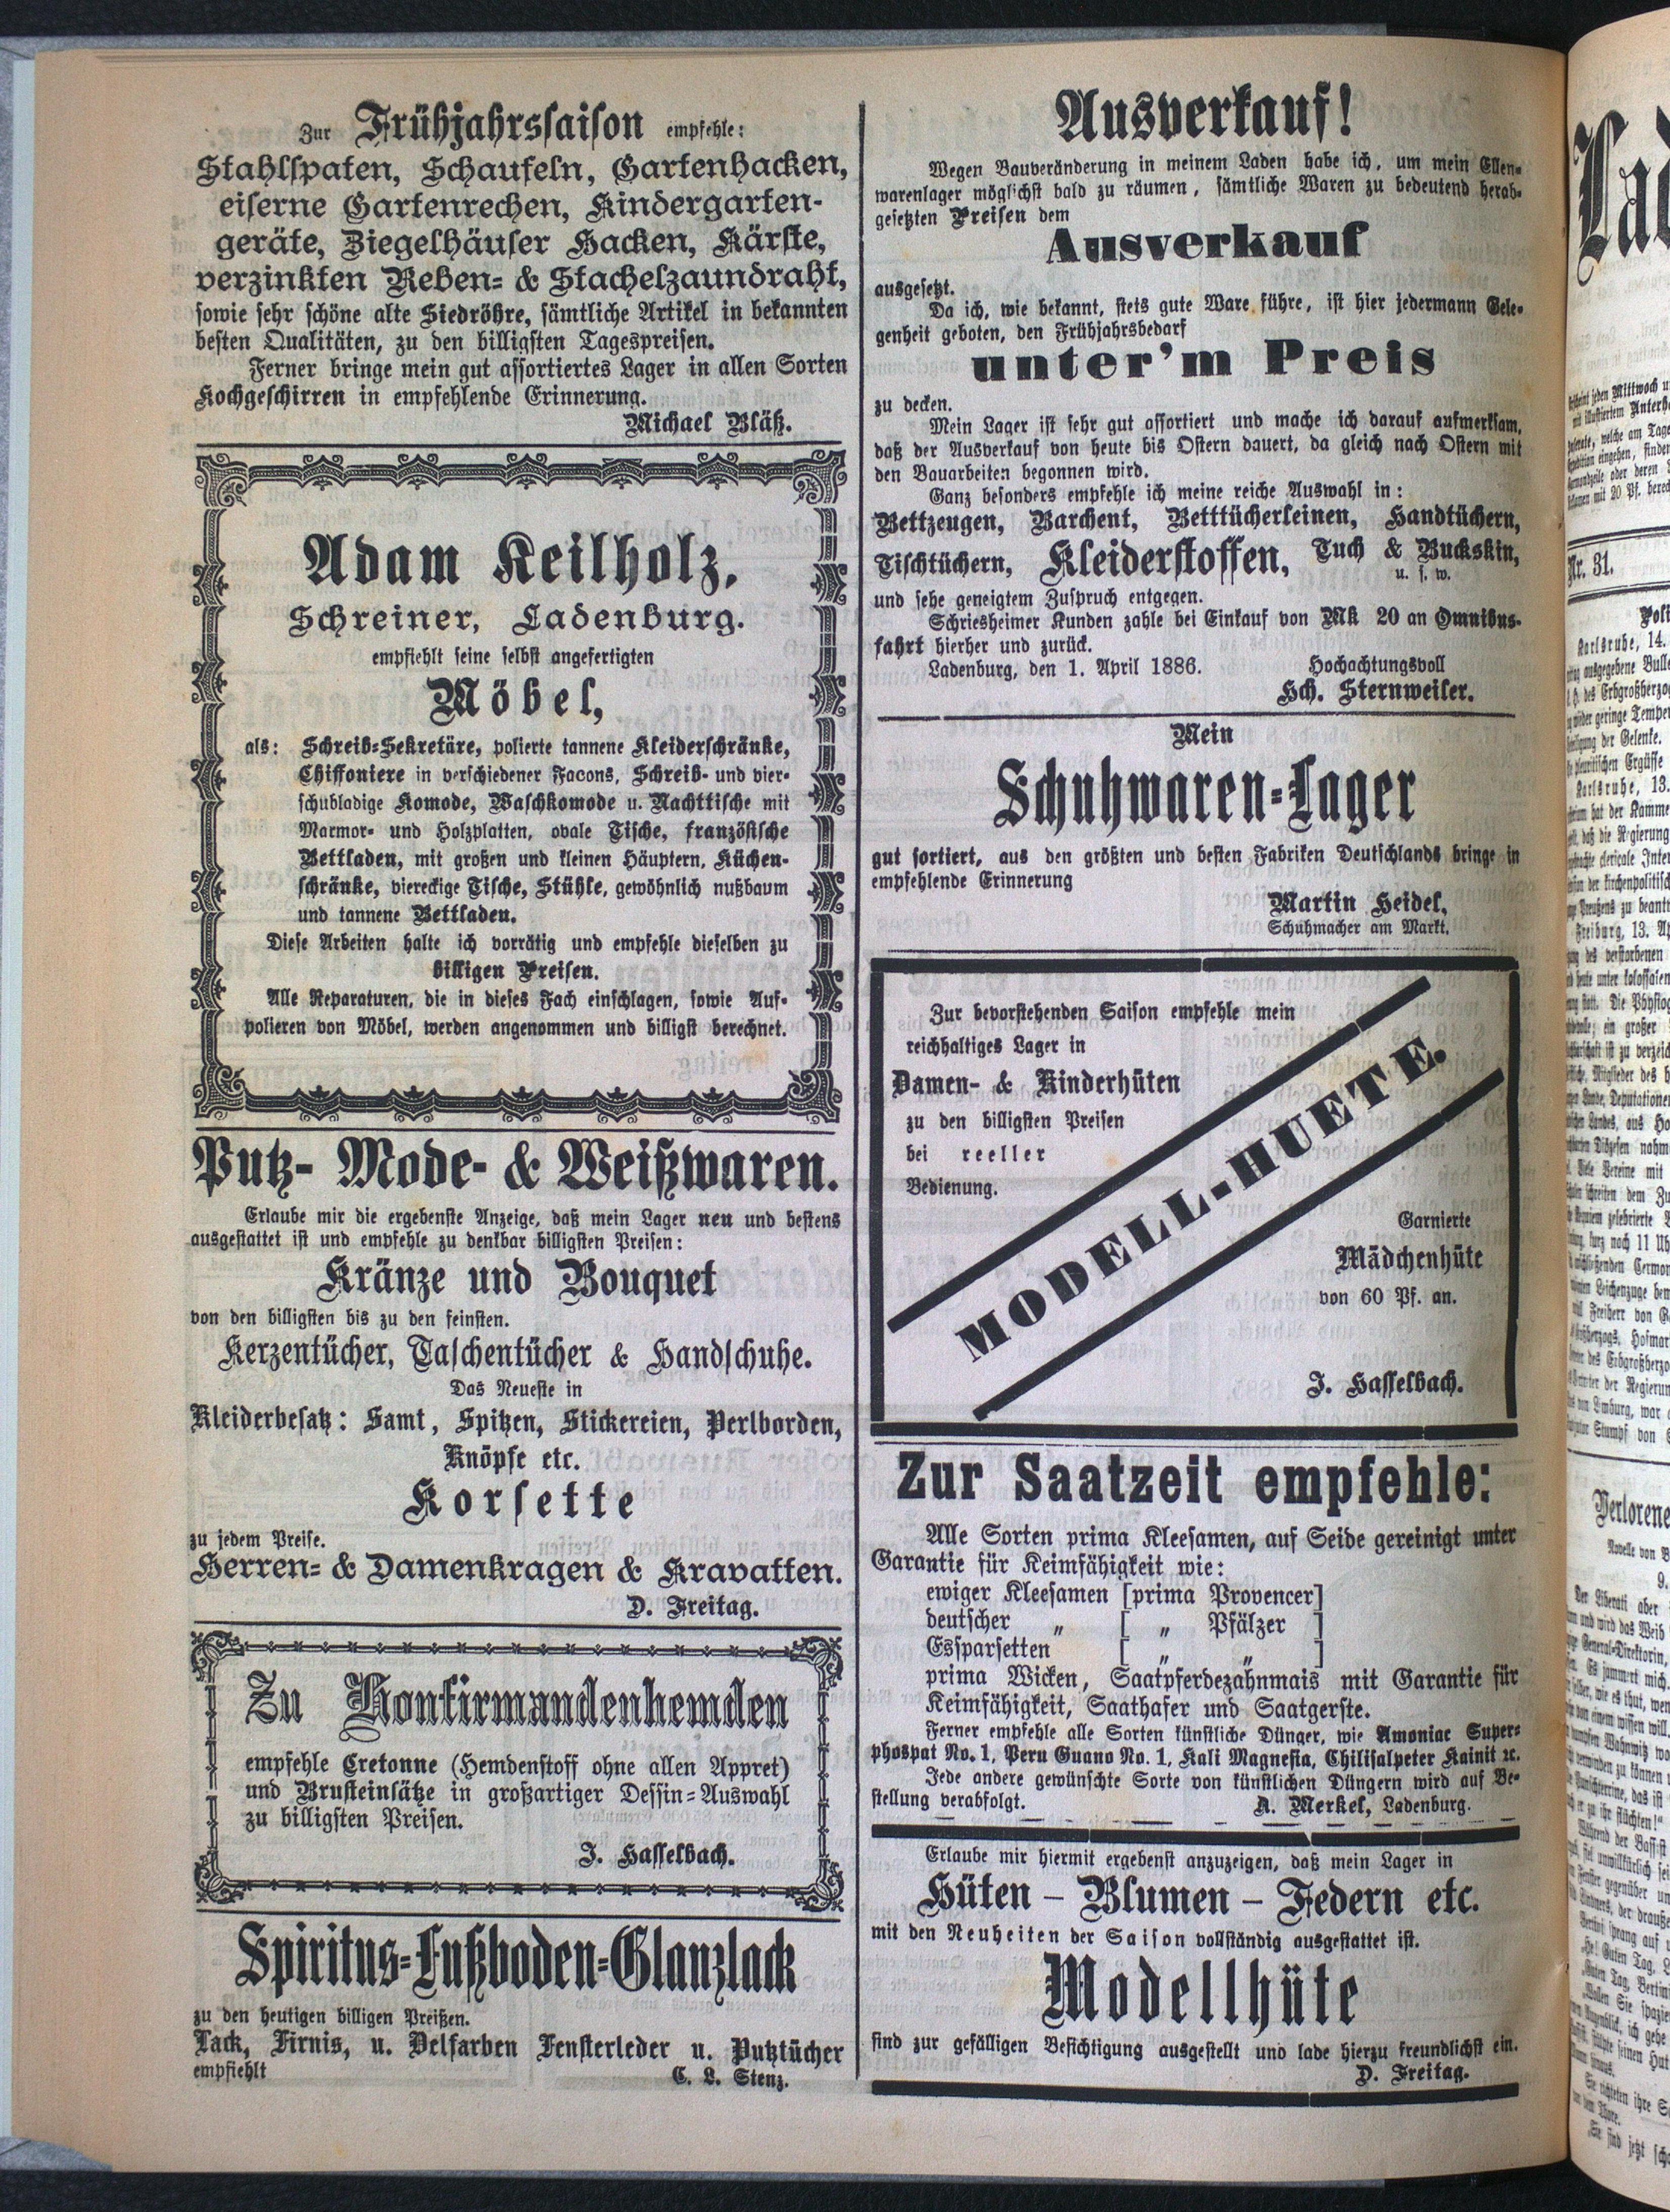 Zur Frühjahrssaison empfehle:
Stahlspaten, Schaufeln, Gartenhacken,
eiserne Gartenrechen, Kindergarten-
geräte, Ziegelhäuser Hacken, Kärste,
verzinkten Reben- & Stachelzaundraht,
sowie sehr schöne alte Siedröhre, sämtliche Artikel in bekannten
besten Qualitäten, zu den billigsten Tagespreisen.
Ferner bringe mein gut assortiertes Lager in allen Sorten
Kochgeschirren in empfehlende Erinnerung.
Michael Bläß.
Adam Keilholz,
Schreiner, Ladenburg.
empfiehlt seine selbst angefertigten
Möbel,
als: Schreib-Sekretäre, polierte tannene Kleiderschränke,
Chiffoniere in verschiedener Facons, Schreib- und vier-
schubladige Komode, Waschkomode u. Nachttische mit
Marmor- und Holzplatten, ovale Tische, französische
Bettladen, mit großen und kleinen Häuptern, Küchen-
schränke, viereckige Tische, Stühle, gewöhnlich nußbaum
und tannene Bettladen.
Diese Arbeiten halte ich vorrätig und empfehle dieselben zu
billigen Preisen.
Alle Reparaturen, die in dieses Fach einschlagen, sowie Auf-
polieren von Möbel, werden angenommen und billigst berechnet.
Putz- Mode- & Weißwaren.
Erlaube mir die ergebenste Anzeige, daß mein Lager neu und bestens
ausgestattet ist und empfehle zu denkbar billigsten Preisen:
Kränze und Bouquet
von den billigsten bis zu den feinsten.
Kerzentücher, Taschentücher & Handschuhe.
Das Neueste in
Kleiderbesatz: Samt, Spitzen, Stickereien, Perlborden,
Knöpfe etc.
Korsette
zu jedem Preise.
Herren- & Damenkragen & Kravatten.
D. Freitag.
Zu Konfirmandenhemden
empfehle Cretonne (Hemdenstoff ohne allen Appret)
und Brusteinsätze in großartiger Dessin-Auswahl
zu billigsten Preisen.
J. Hasselbach.
Spiritus-Fußboden-Glanzlack
zu den heutigen billigen Preißen.
Lack, Firnis, u. Oelfarben Fensterleder u. Putztücher
empfiehlt
C. L. Stenz.
Ausverkauf!
Wegen Bauveränderung in meinem Laden habe ich, um mein Ellen-
warenlager möglichst bald zu räumen, sämtliche Waren zu bedeutend herab-
gesetzten Preisen dem
Ausverkauf
ausgesetzt.
Da ich, wie bekannt, stets gute Ware führe, ist hier jedermann Gele-
genheit geboten, den Frühjahrsbedarf
unter'm Preis
zu decken.
Mein Lager ist sehr gut assortiert und mache ich darauf aufmerksam,
daß der Ausverkauf von heute bis Ostern dauert, da gleich nach Ostern mit
den Bauarbeiten begonnen wird.
Ganz besonders empfehle ich meine reiche Auswahl in:
Bettzeugen, Barchent, Betttücherleinen, Handtüchern,
Tischtüchern, Kleiderstoffen, Tuch & Buckskin,
u. s. w.
und sehe geneigtem Zuspruch entgegen.
Schriesheimer Kunden zahle bei Einkauf von Mk 20 an Omnibus-
fahrt hierher und zurück.
Ladenburg, den 1. April 1886. Hochachtungsvoll
Hch. Sternweiler.
Mein
Schuhwaren-Lager
gut sortiert, aus den größten und besten Fabriken Deutschlands bringe in
empfehlende Erinnerung
Martin Heidel,
Schuhmacher am Markt.
Zur bevorstehenden Saison empfehle mein
reichhaltiges Lager in
Damen- & Kinderhüten
zu den billigsten Preisen
bei reeller
Bedienung.
MODELL-HUETE.
Garnierte
Mädchenhüte
von 60 Pf. an.
J. Hasselbach.
Zur Saatzeit empfehle:
Alle Sorten prima Kleesamen, auf Seide gereinigt unter
Garantie für Keimfähigkeit wie:
ewiger Kleesamen [prima Provencer]
deutscher „ [ „ Pfälzer ]
Essparsetten [ „ „ ]
prima Wicken, Saatpferdezahnmais mit Garantie für
Keimfähigkeit, Saathafer und Saatgerste.
Ferner empfehle alle Sorten künstliche Dünger, wie Amoniac Super-
phospat No. 1, Peru Guano No. 1, Kali Magnesia, Chilisalpeter Kainit ꝛc.
Jede andere gewünschte Sorte von künstlichen Düngern wird auf Be-
stellung verabfolgt. A. Merkel, Ladenburg.
Erlaube mir hiermit ergebenst anzuzeigen, daß mein Lager in
Hüten – Blumen – Federn etc.
mit den Neuheiten der Saison vollständig ausgestattet ist.
Modellhüte
sind zur gefälligen Besichtigung ausgestellt und lade hierzu freundlichst ein.
D. Freitag.
Nr. 31.